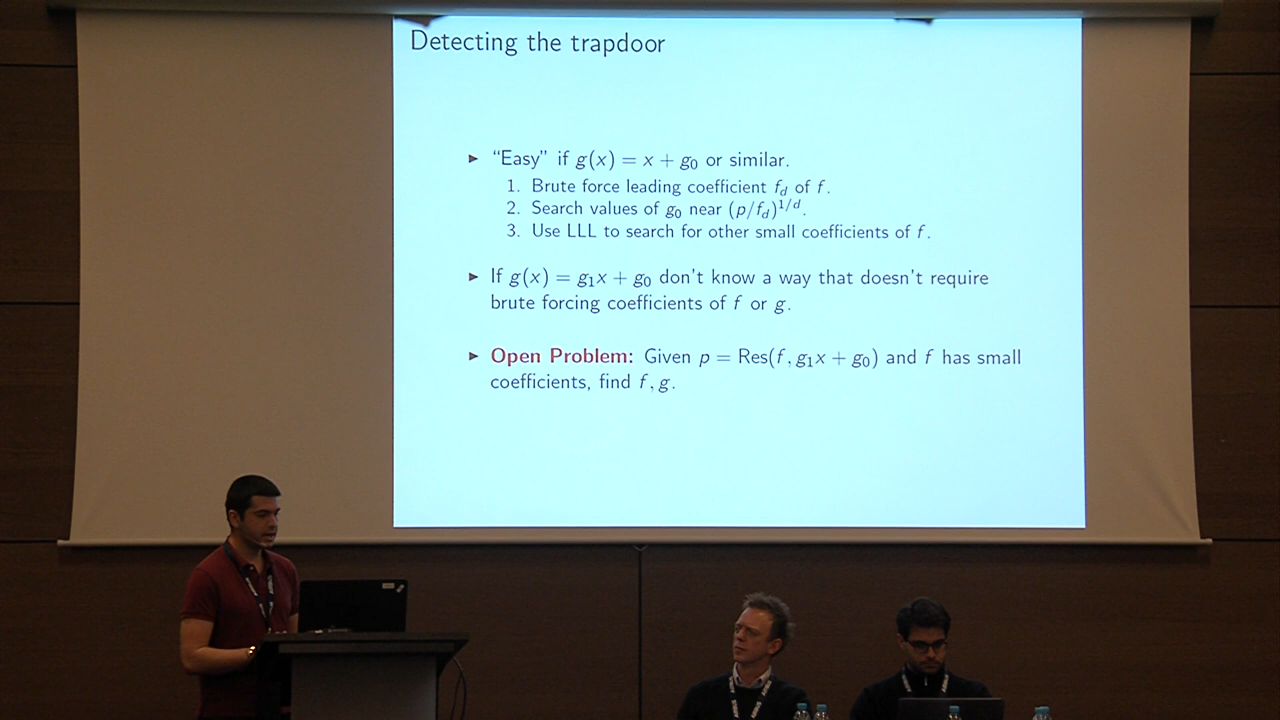 Detecting the trapdoor
► “Easy” if g(x) = x + g₀ or similar.
1. Brute force leading coefficient f_d of f.
2. Search values of g₀ near (p/f_d)^{1/d}.
3. Use LLL to search for other small coefficients of f.
► If g(x) = g₁x + g₀ don't know a way that doesn't require
brute forcing coefficients of f or g.
► Open Problem: Given p = Res(f, g₁x + g₀) and f has small
coefficients, find f, g.